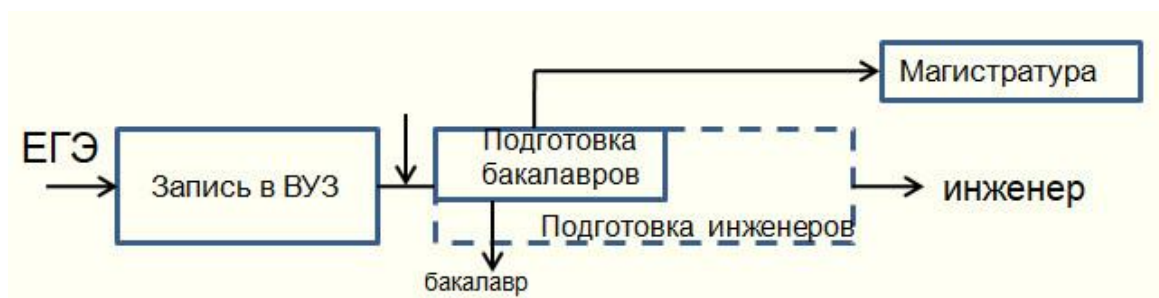 Магистратура
ЕГЭ
Запись в ВУЗ
Подготовка
бакалавров
инженер
Подготовка инженеров
бакалавр